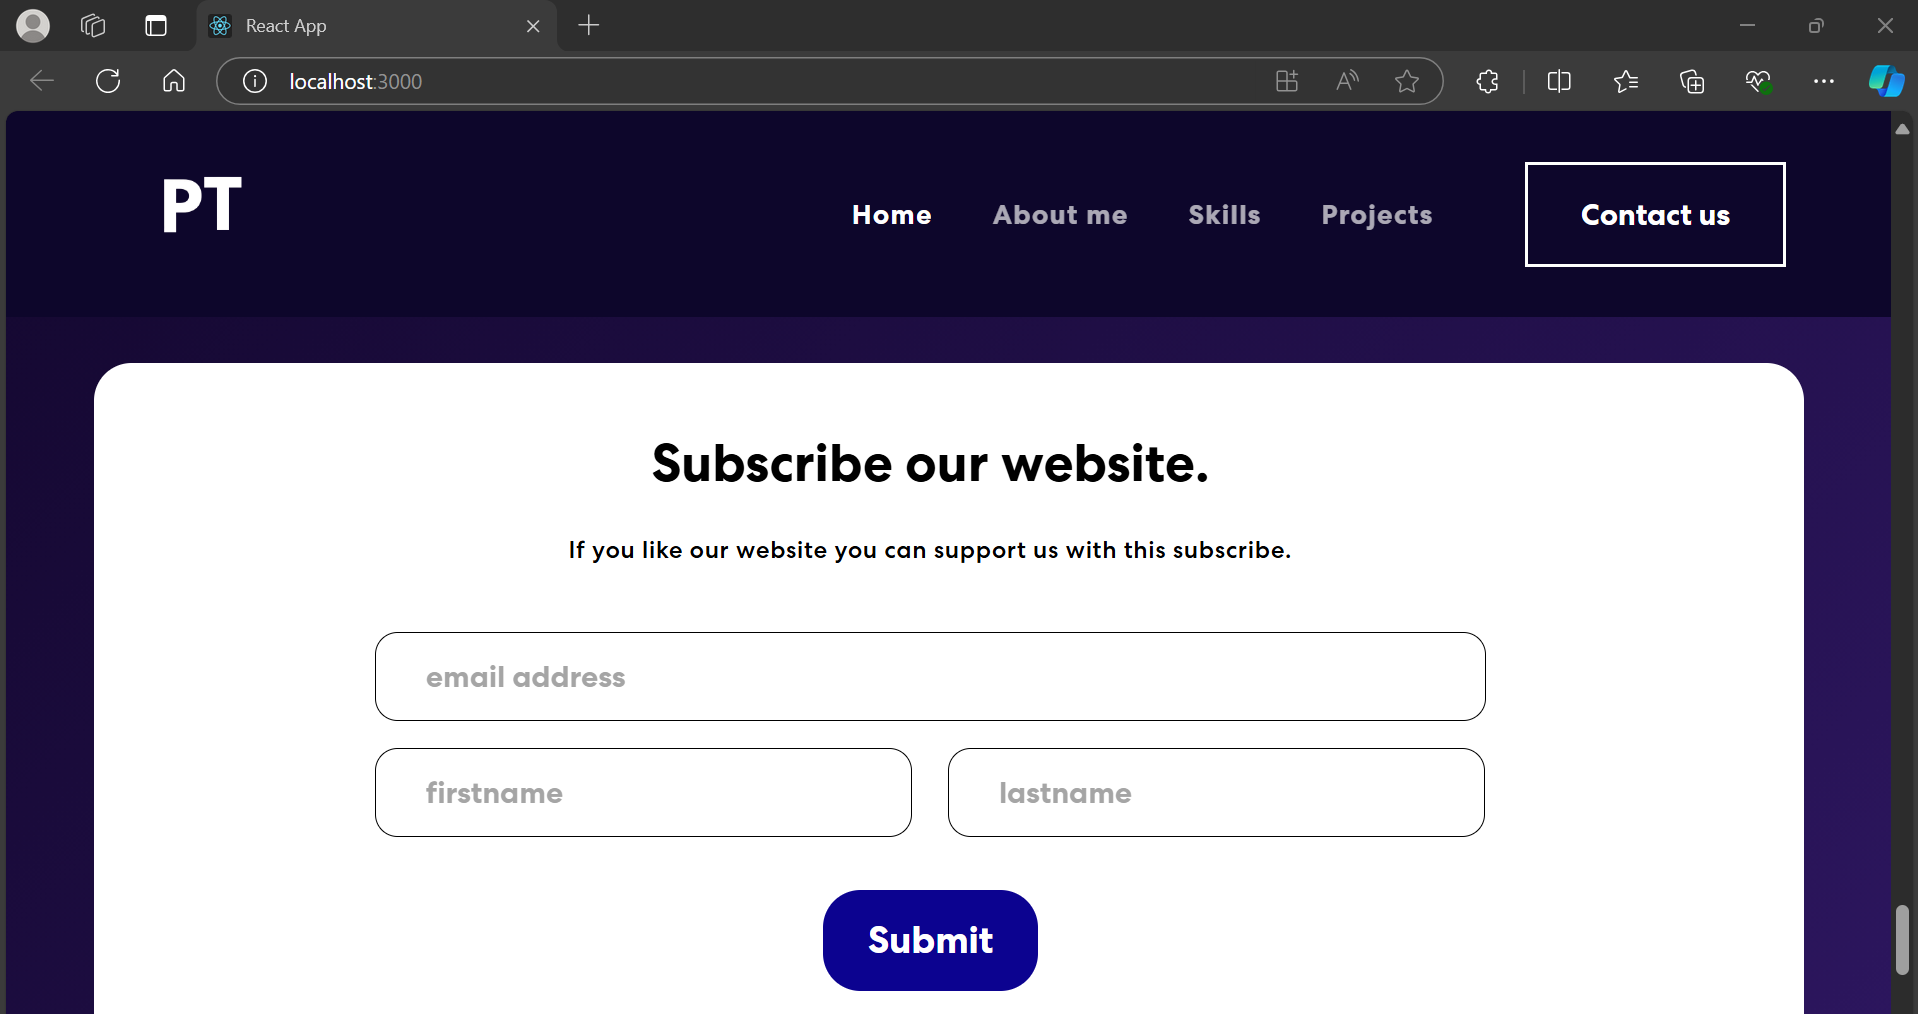 React App
localhost:3000
PT
Home About me Skills Projects Contact us
Subscribe our website.
If you like our website you can support us with this subscribe.
email address
firstname lastname
Submit